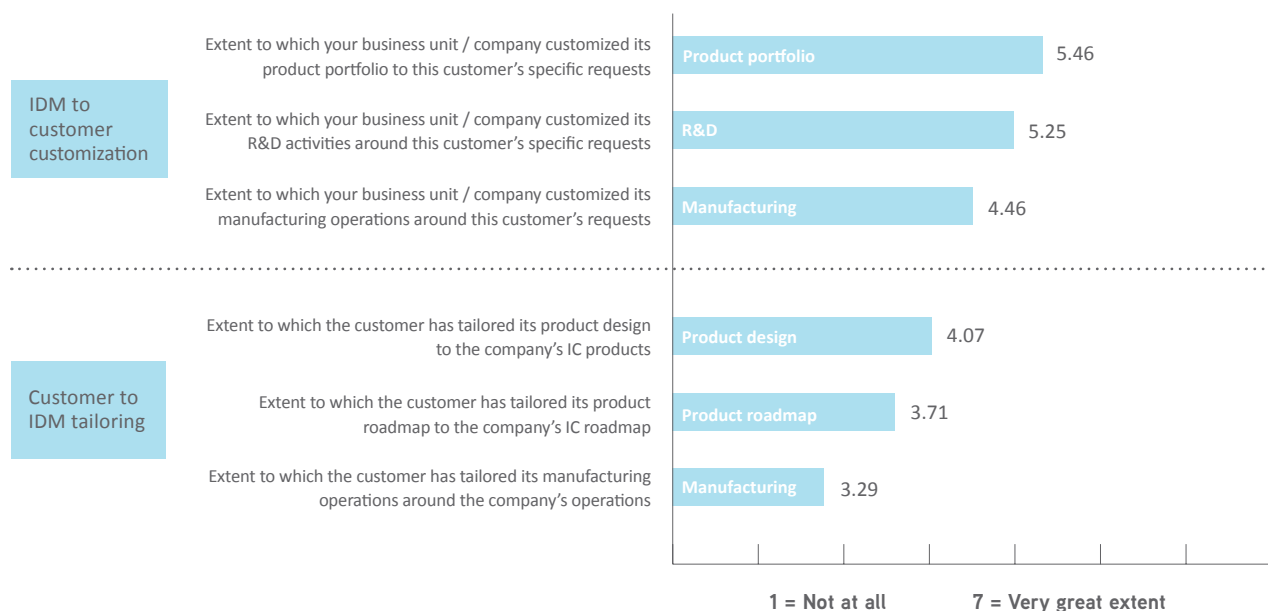 Extent to which your business unit / company customized its
product portfolio to this customer’s specific requests
Product portfolio
5.46
IDM to
customer
customization
Extent to which your business unit / company customized its
R&D activities around this customer’s specific requests
R&D
5.25
Extent to which your business unit / company customized its
manufacturing operations around this customer’s requests
Manufacturing
4.46
Extent to which the customer has tailored its product design
to the company’s IC products
Product design
4.07
Customer to
IDM tailoring
Extent to which the customer has tailored its product
roadmap to the company’s IC roadmap
Product roadmap
3.71
Extent to which the customer has tailored its manufacturing
operations around the company’s operations
Manufacturing
3.29
1 = Not at all
7 = Very great extent